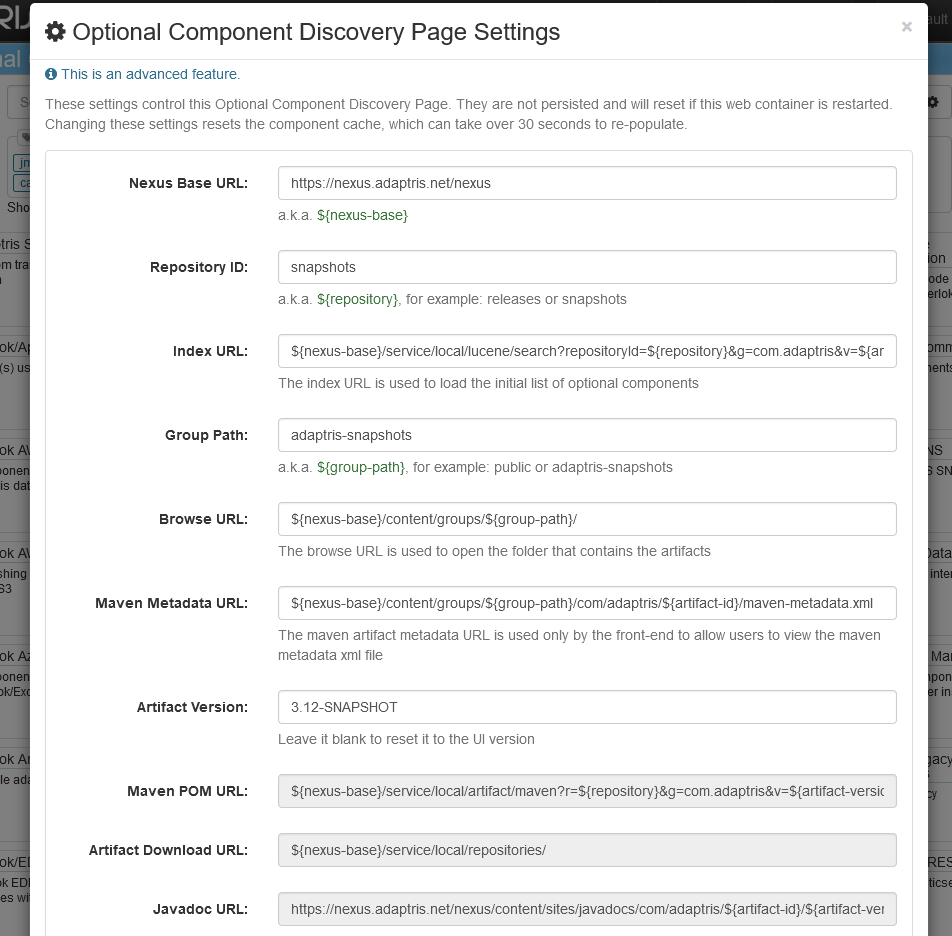 Optional Component Discovery Page Settings
×
This is an advanced feature.
These settings control this Optional Component Discovery Page. They are not persisted and will reset if this web container is restarted.
Changing these settings resets the component cache, which can take over 30 seconds to re-populate.
Nexus Base URL:
https://nexus.adaptris.net/nexus
a.k.a. ${nexus-base}
Repository ID:
snapshots
a.k.a. ${repository}, for example: releases or snapshots
Index URL:
${nexus-base}/service/local/lucene/search?repositoryId=${repository}&g=com.adaptris&v=${ar
The index URL is used to load the initial list of optional components
Group Path:
adaptris-snapshots
a.k.a. ${group-path}, for example: public or adaptris-snapshots
Browse URL:
${nexus-base}/content/groups/${group-path}/
The browse URL is used to open the folder that contains the artifacts
Maven Metadata URL:
${nexus-base}/content/groups/${group-path}/com/adaptris/${artifact-id}/maven-metadata.xml
The maven artifact metadata URL is used only by the front-end to allow users to view the maven
metadata xml file
Artifact Version:
3.12-SNAPSHOT
Leave it blank to reset it to the UI version
Maven POM URL:
${nexus-base}/service/local/artifact/maven?r=${repository}&g=com.adaptris&v=${artifact-versic
Artifact Download URL:
${nexus-base}/service/local/repositories/
Javadoc URL:
https://nexus.adaptris.net/nexus/content/sites/javadocs/com/adaptris/${artifact-id}/${artifact-ver